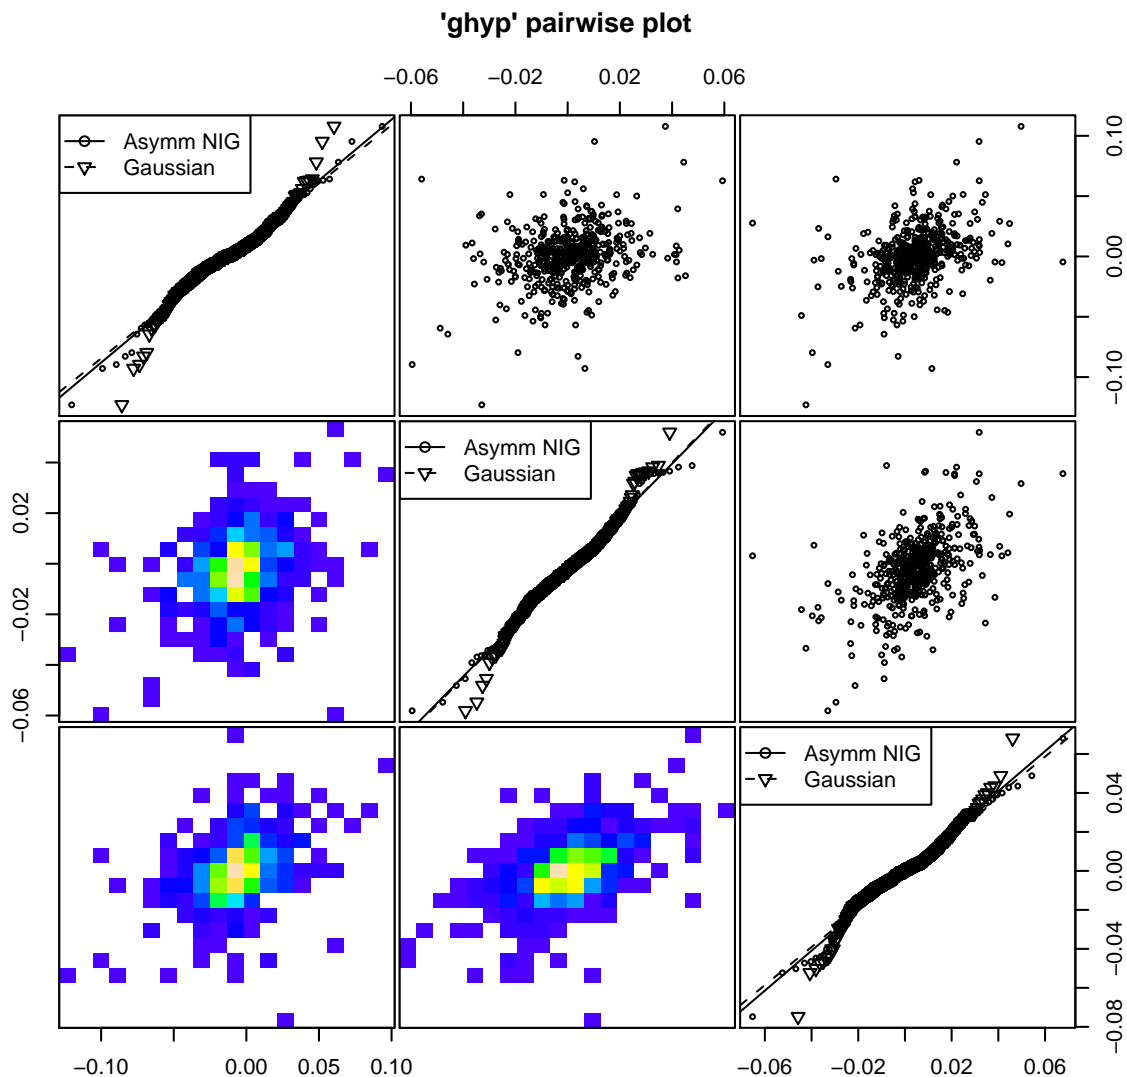 'ghyp' pairwise plot
−0.06 −0.02 0.02 0.06
Asymm NIG
Gaussian
0.10
0.00
−0.10
Asymm NIG
Gaussian
0.02
−0.02
−0.06
Asymm NIG
Gaussian
0.04
0.00
−0.04
−0.08
−0.10 0.00 0.05 0.10
−0.06 −0.02 0.02 0.06